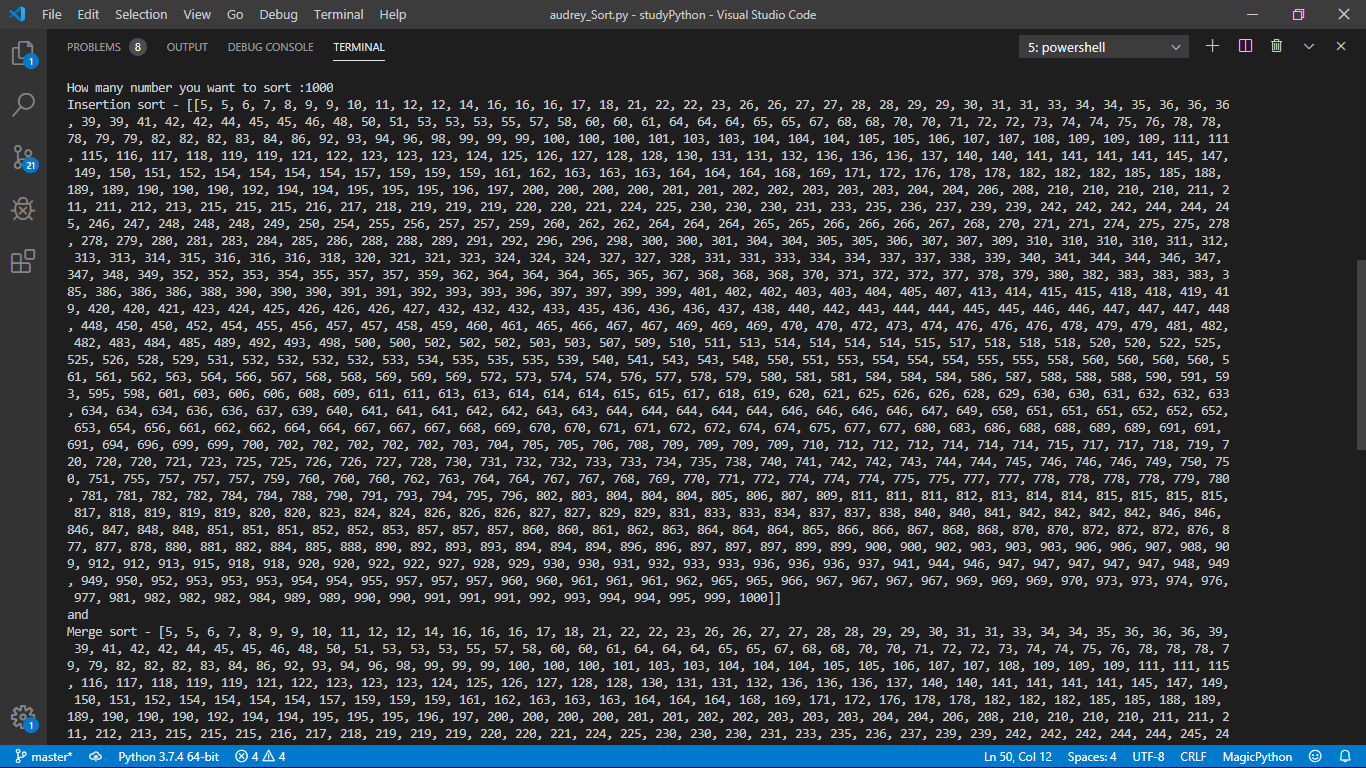 File Edit Selection View Go Debug Terminal Help audrey_Sort.py - studyPython - Visual Studio Code
PROBLEMS 8 OUTPUT DEBUG CONSOLE TERMINAL 5: powershell
How many number you want to sort :1000
Insertion sort - [[5, 5, 6, 7, 8, 9, 9, 10, 11, 12, 12, 14, 16, 16, 16, 17, 18, 21, 22, 22, 23, 26, 26, 27, 27, 28, 28, 29, 29, 30, 31, 31, 33, 34, 34, 35, 36, 36, 36
, 39, 39, 41, 42, 42, 44, 45, 45, 46, 48, 50, 51, 53, 53, 53, 55, 57, 58, 60, 60, 61, 64, 64, 64, 65, 65, 67, 68, 68, 70, 70, 71, 72, 72, 73, 74, 74, 75, 76, 78, 78,
78, 79, 79, 82, 82, 82, 83, 84, 86, 92, 93, 94, 96, 98, 99, 99, 99, 100, 100, 100, 101, 103, 103, 104, 104, 104, 105, 105, 106, 107, 107, 108, 109, 109, 109, 111, 111
, 115, 116, 117, 118, 119, 119, 121, 122, 123, 123, 123, 124, 125, 126, 127, 128, 128, 130, 131, 131, 132, 136, 136, 136, 137, 140, 140, 141, 141, 141, 141, 145, 147,
149, 150, 151, 152, 154, 154, 154, 154, 157, 159, 159, 159, 161, 162, 163, 163, 163, 164, 164, 164, 168, 169, 171, 172, 176, 178, 178, 182, 182, 182, 185, 185, 188,
189, 189, 190, 190, 190, 192, 194, 194, 195, 195, 195, 196, 197, 200, 200, 200, 200, 201, 201, 202, 202, 203, 203, 203, 204, 204, 206, 208, 210, 210, 210, 210, 211, 2
11, 211, 212, 213, 215, 215, 215, 216, 217, 218, 219, 219, 219, 220, 220, 221, 224, 225, 230, 230, 230, 231, 233, 235, 236, 237, 239, 239, 242, 242, 242, 244, 244, 24
5, 246, 247, 248, 248, 248, 249, 250, 254, 255, 256, 257, 257, 259, 260, 262, 262, 264, 264, 264, 265, 265, 266, 266, 266, 267, 268, 270, 271, 271, 274, 275, 275, 278
, 278, 279, 280, 281, 283, 284, 285, 286, 288, 288, 289, 291, 292, 296, 296, 298, 300, 300, 301, 304, 304, 305, 305, 306, 307, 307, 309, 310, 310, 310, 310, 311, 312,
313, 313, 314, 315, 316, 316, 316, 318, 320, 321, 321, 323, 324, 324, 324, 327, 327, 328, 331, 331, 333, 334, 334, 337, 337, 338, 339, 340, 341, 344, 344, 346, 347,
347, 348, 349, 352, 352, 353, 354, 355, 357, 357, 359, 362, 364, 364, 364, 365, 365, 367, 368, 368, 368, 370, 371, 372, 372, 377, 378, 379, 380, 382, 383, 383, 383, 3
85, 386, 386, 386, 388, 390, 390, 390, 391, 391, 392, 393, 393, 396, 397, 397, 399, 399, 401, 402, 402, 403, 403, 404, 405, 407, 413, 414, 415, 415, 418, 418, 419, 41
9, 420, 420, 421, 423, 424, 425, 426, 426, 426, 427, 432, 432, 432, 433, 435, 436, 436, 436, 437, 438, 440, 442, 443, 444, 444, 445, 445, 446, 446, 447, 447, 447, 448
, 448, 450, 450, 452, 454, 455, 456, 457, 457, 458, 459, 460, 461, 465, 466, 467, 467, 469, 469, 469, 470, 470, 472, 473, 474, 476, 476, 476, 478, 479, 479, 481, 482,
482, 483, 484, 485, 489, 492, 493, 498, 500, 500, 502, 502, 502, 503, 503, 507, 509, 510, 511, 513, 514, 514, 514, 514, 515, 517, 518, 518, 518, 520, 520, 522, 525,
525, 526, 528, 529, 531, 532, 532, 532, 532, 533, 534, 535, 535, 535, 539, 540, 541, 543, 543, 548, 550, 551, 553, 554, 554, 554, 554, 555, 555, 558, 560, 560, 560, 560, 5
61, 561, 562, 563, 564, 566, 567, 568, 568, 569, 569, 569, 572, 573, 574, 574, 576, 577, 578, 579, 580, 581, 581, 584, 584, 584, 586, 587, 588, 588, 588, 590, 591, 59
3, 595, 598, 601, 603, 606, 606, 608, 609, 611, 611, 613, 613, 614, 614, 614, 615, 615, 617, 618, 619, 620, 621, 625, 626, 626, 628, 629, 630, 630, 631, 632, 632, 633
, 634, 634, 634, 636, 636, 637, 639, 640, 641, 641, 641, 642, 642, 643, 643, 644, 644, 644, 644, 644, 646, 646, 646, 646, 647, 649, 650, 651, 651, 651, 652, 652, 652,
653, 654, 656, 661, 662, 662, 664, 664, 667, 667, 667, 668, 669, 670, 670, 671, 671, 672, 672, 674, 674, 675, 677, 677, 680, 683, 686, 688, 688, 689, 689, 691, 691,
691, 694, 696, 699, 699, 700, 702, 702, 702, 702, 702, 703, 704, 705, 705, 706, 708, 709, 709, 709, 709, 710, 712, 712, 712, 714, 714, 714, 715, 717, 717, 718, 719, 7
20, 720, 720, 721, 723, 725, 725, 726, 726, 727, 728, 730, 731, 732, 732, 733, 733, 734, 735, 738, 740, 741, 742, 742, 743, 744, 744, 745, 746, 746, 746, 749, 750, 75
0, 751, 755, 757, 757, 757, 759, 760, 760, 760, 762, 763, 764, 764, 767, 767, 768, 769, 770, 771, 772, 774, 774, 774, 775, 775, 777, 777, 778, 778, 778, 778, 779, 780
, 781, 781, 782, 782, 784, 784, 788, 790, 791, 793, 794, 795, 796, 802, 803, 804, 804, 804, 805, 806, 807, 809, 811, 811, 811, 812, 813, 814, 814, 815, 815, 815, 815,
817, 818, 819, 819, 819, 820, 820, 823, 824, 824, 826, 826, 826, 827, 827, 829, 829, 831, 833, 833, 834, 837, 837, 838, 840, 840, 841, 842, 842, 842, 842, 846, 846,
846, 847, 848, 848, 851, 851, 851, 852, 852, 853, 857, 857, 857, 860, 860, 861, 862, 863, 864, 864, 864, 865, 866, 866, 867, 868, 868, 870, 870, 872, 872, 872, 876, 8
77, 877, 878, 880, 881, 882, 884, 885, 888, 890, 892, 893, 893, 894, 894, 894, 896, 896, 897, 897, 897, 899, 899, 900, 900, 902, 903, 903, 903, 906, 906, 907, 908, 90
9, 912, 912, 913, 915, 918, 918, 920, 920, 922, 922, 927, 928, 929, 930, 930, 931, 932, 933, 933, 936, 936, 936, 937, 941, 944, 946, 947, 947, 947, 947, 947, 948, 949
, 949, 950, 952, 953, 953, 953, 954, 954, 955, 957, 957, 957, 960, 960, 961, 961, 961, 962, 965, 965, 966, 967, 967, 967, 967, 969, 969, 969, 970, 973, 973, 974, 976,
977, 981, 982, 982, 982, 984, 989, 989, 990, 990, 991, 991, 991, 992, 993, 994, 994, 995, 999, 1000]]
and
Merge sort - [5, 5, 6, 7, 8, 9, 9, 10, 11, 12, 12, 14, 16, 16, 16, 17, 18, 21, 22, 22, 23, 26, 26, 27, 27, 28, 28, 29, 29, 30, 31, 31, 33, 34, 34, 35, 36, 36, 36, 39,
39, 41, 42, 42, 44, 45, 45, 46, 48, 50, 51, 53, 53, 53, 55, 57, 58, 60, 60, 61, 64, 64, 64, 65, 65, 67, 68, 68, 70, 70, 71, 72, 72, 73, 74, 74, 75, 76, 78, 78, 78, 7
9, 79, 82, 82, 82, 83, 84, 86, 92, 93, 94, 96, 98, 99, 99, 99, 100, 100, 100, 101, 103, 103, 104, 104, 104, 105, 105, 106, 107, 107, 108, 109, 109, 109, 111, 111, 115
, 116, 117, 118, 119, 119, 121, 122, 123, 123, 123, 124, 125, 126, 127, 128, 128, 130, 131, 131, 132, 136, 136, 136, 137, 140, 140, 141, 141, 141, 141, 145, 147, 149,
150, 151, 152, 154, 154, 154, 154, 157, 159, 159, 159, 161, 162, 163, 163, 163, 164, 164, 164, 168, 169, 171, 172, 176, 178, 178, 182, 182, 182, 185, 185, 188, 189,
189, 190, 190, 190, 192, 194, 194, 195, 195, 195, 196, 197, 200, 200, 200, 200, 201, 201, 202, 202, 203, 203, 203, 204, 204, 206, 208, 210, 210, 210, 210, 211, 211, 2
11, 212, 213, 215, 215, 215, 216, 217, 218, 219, 219, 219, 220, 220, 221, 224, 225, 230, 230, 230, 231, 233, 235, 236, 237, 239, 239, 242, 242, 242, 244, 244, 245, 24
master* Python 3.7.4 64-bit 4 4 Ln 50, Col 12 Spaces: 4 UTF-8 CRLF MagicPython
1
21
1